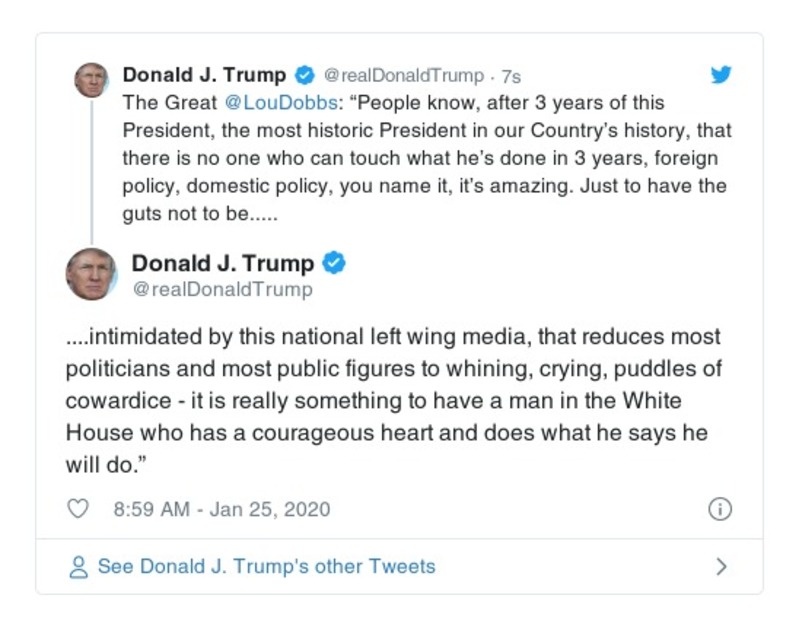 Donald J. Trump @realDonaldTrump · 7s
The Great @LouDobbs: “People know, after 3 years of this
President, the most historic President in our Country’s history, that
there is no one who can touch what he’s done in 3 years, foreign
policy, domestic policy, you name it, it’s amazing. Just to have the
guts not to be.....
Donald J. Trump
@realDonaldTrump
....intimidated by this national left wing media, that reduces most
politicians and most public figures to whining, crying, puddles of
cowardice - it is really something to have a man in the White
House who has a courageous heart and does what he says he
will do.”
8:59 AM - Jan 25, 2020
See Donald J. Trump's other Tweets